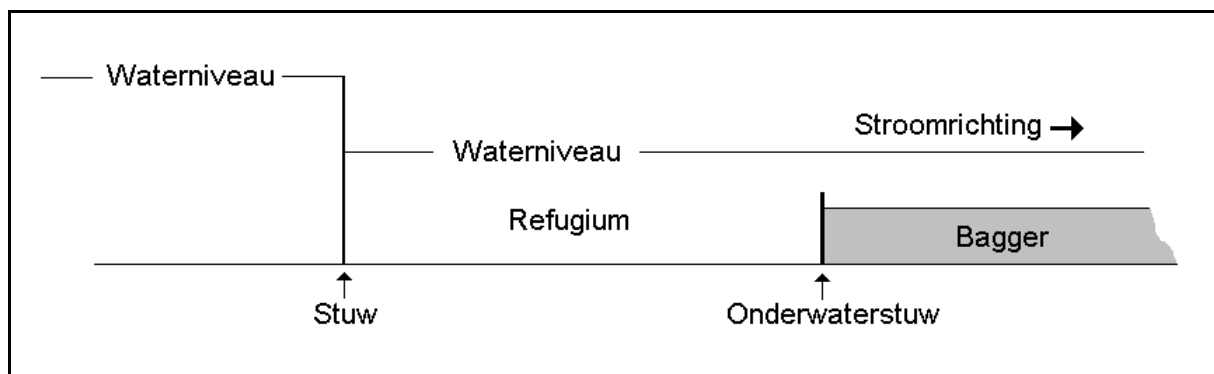 Waterniveau
Stroomrichting
Waterniveau
Refugium
Bagger
Stuw
Onderwaterstuw